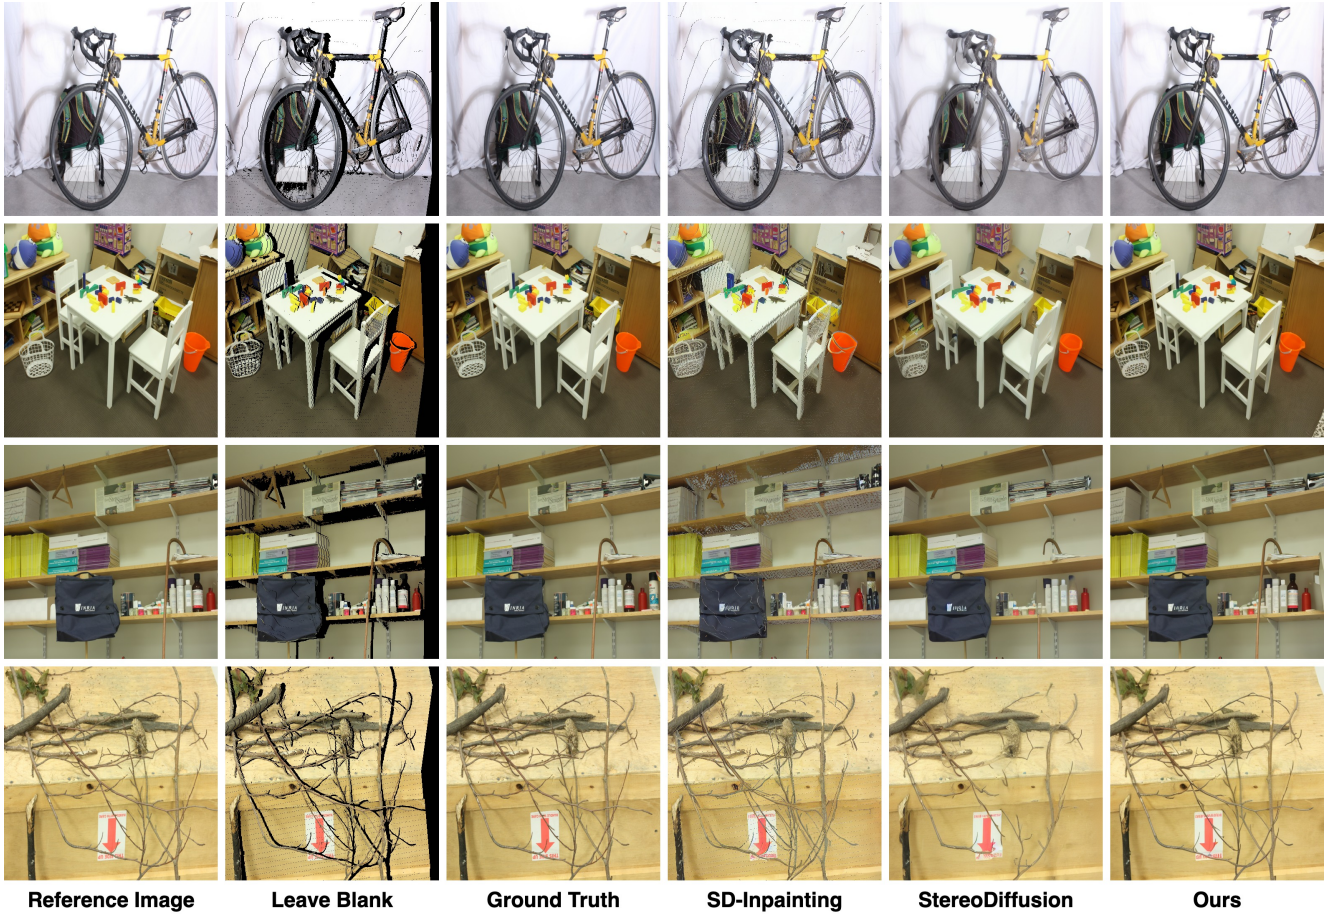 Reference Image
Leave Blank
Ground Truth
SD-Inpainting
StereoDiffusion
Ours